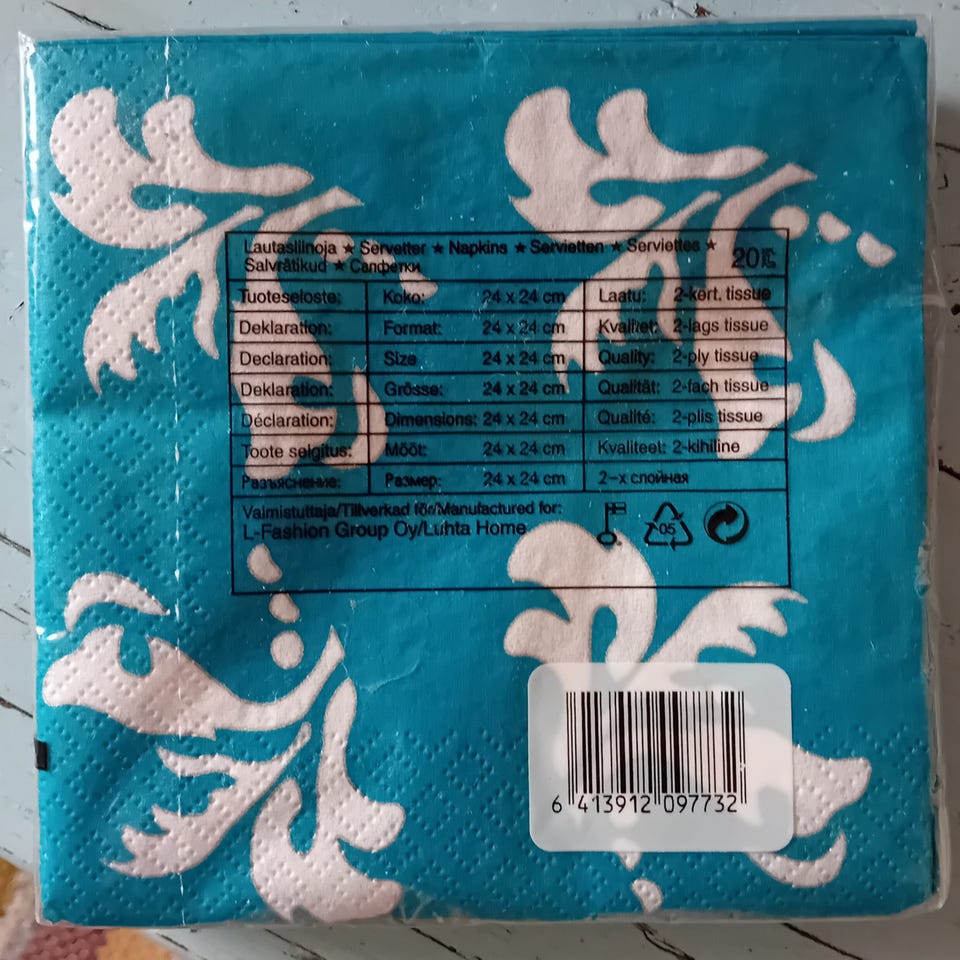 Lautasliinoja ★ Servetter ★ Napkins ★ Servietten ★ Serviettes ★
Salvrätikud ★ Салфетки
20
Tuoteseloste: Koko: 24 x 24 cm Laatu: 2-kert. tissue
Deklaration: Format: 24 x 24 cm Kvalitet: 2-lags tissue
Declaration: Size 24 x 24 cm Quality: 2-ply tissue
Deklaration: Grösse: 24 x 24 cm Qualität: 2-fach tissue
Déclaration: Dimensions: 24 x 24 cm Qualité: 2-plis tissue
Toote selgitus: Mõõt: 24 x 24 cm Kvaliteet: 2-kihiline
Разъяснение: Размер: 24 x 24 cm 2-х слойная
Valmistuttaja/Tillverkad för/Manufactured for:
L-Fashion Group Oy/Luhta Home
05
6 413912 097732